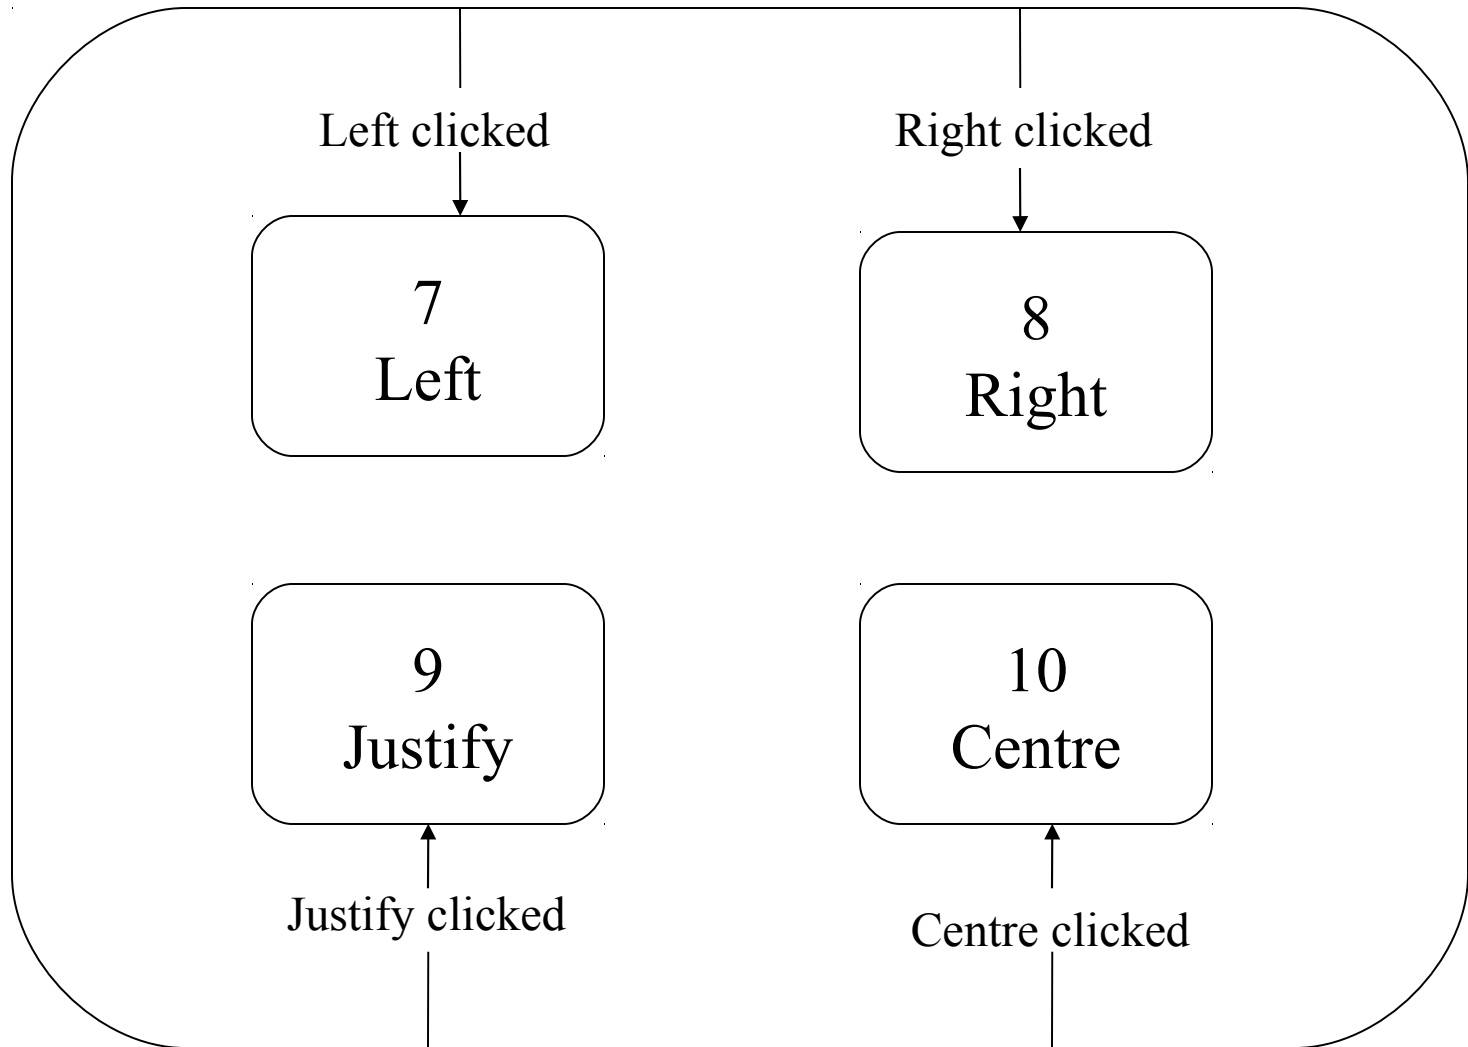 Left clicked
Right clicked
7
Left
8
Right
9
Justify
10
Centre
Justify clicked
Centre clicked